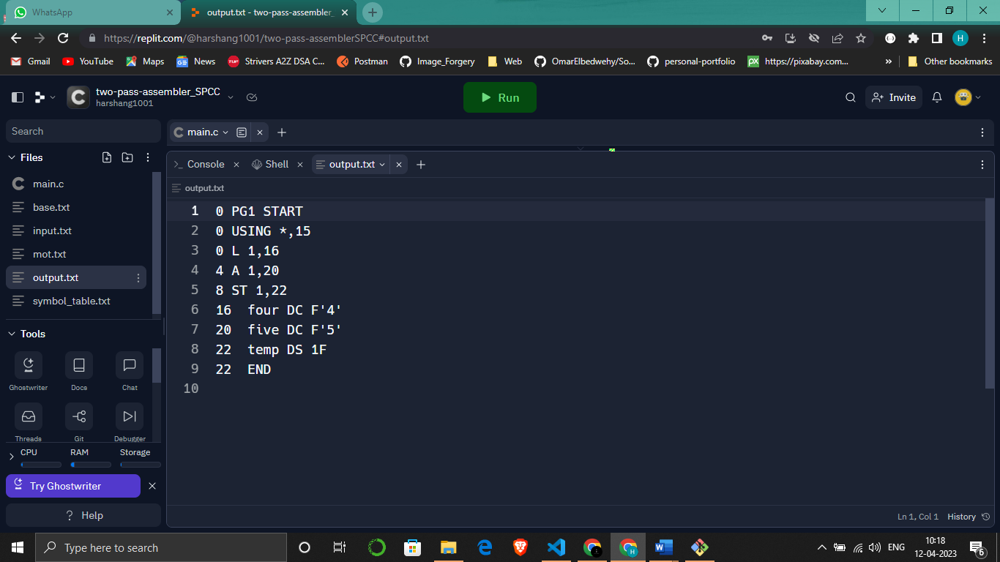 WhatsApp
output.txt - two-pass-assembler_
https://replit.com/@harshang1001/two-pass-assemblerSPCC#output.txt
H
Gmail
YouTube
Maps
News
Strivers A2Z DSA C...
Postman
Image_Forgery
Web
OmarElbedwehy/So...
personal-portfolio
https://pixabay.com...
»
Other bookmarks
two-pass-assembler_SPCC
harshang1001
Run
Invite
Search
main.c
Files
Console
Shell
output.txt
main.c
output.txt
base.txt
input.txt
mot.txt
output.txt
symbol_table.txt
1 0 PG1 START
2 0 USING *,15
3 0 L 1,16
4 4 A 1,20
5 8 ST 1,22
6 16  four DC F'4'
7 20  five DC F'5'
8 22  temp DS 1F
9 22  END
10
Tools
Ghostwriter
Docs
Chat
Threads
Git
Debugger
CPU
RAM
Storage
Try Ghostwriter
? Help
Ln 1, Col 1
History
Type here to search
ENG
10:18
12-04-2023
6